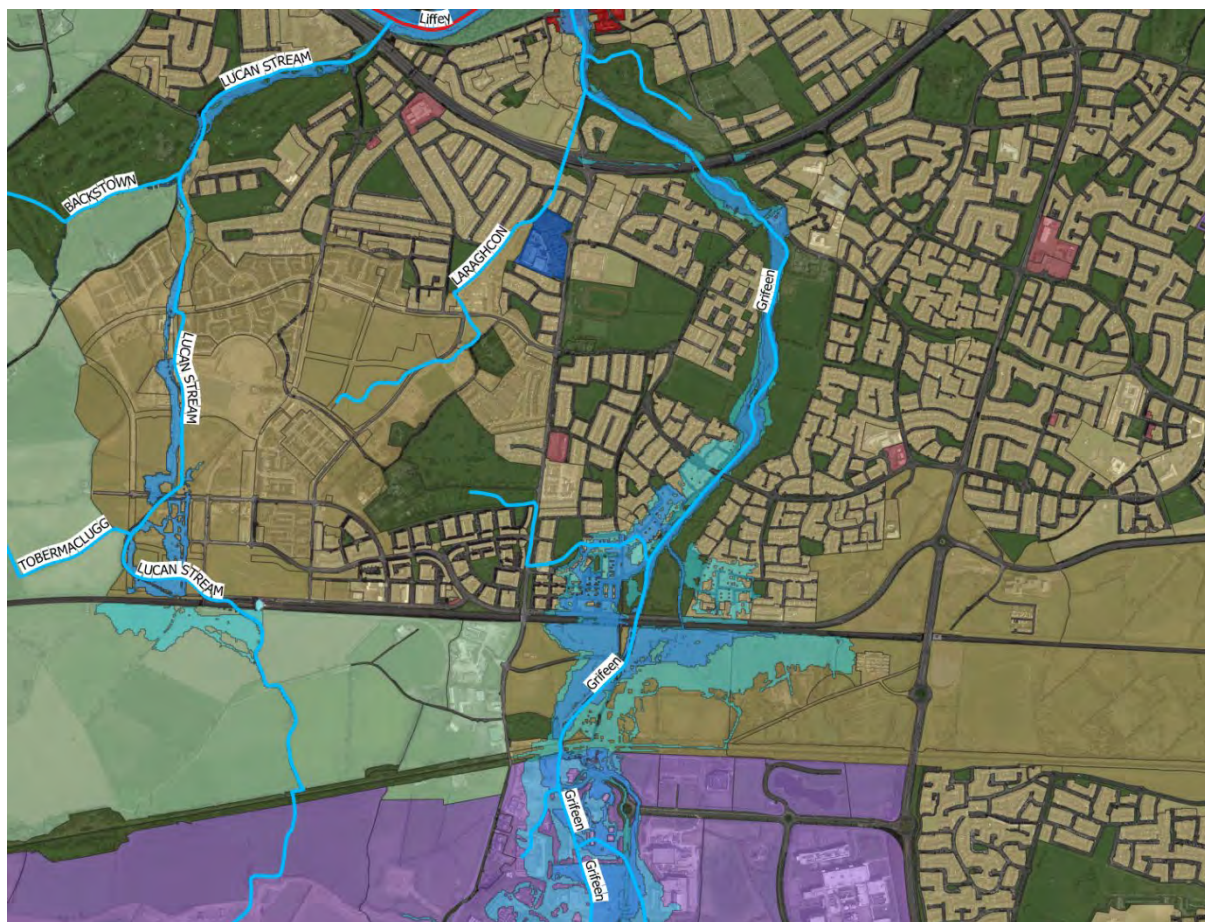 Liffey
LUCAN STREAM
BACKSTOWN
LARAGHCON
Grifeen
LUCAN STREAM
TOBERMACLUGG
LUCAN STREAM
Grifeen
Grifeen
Grifeen